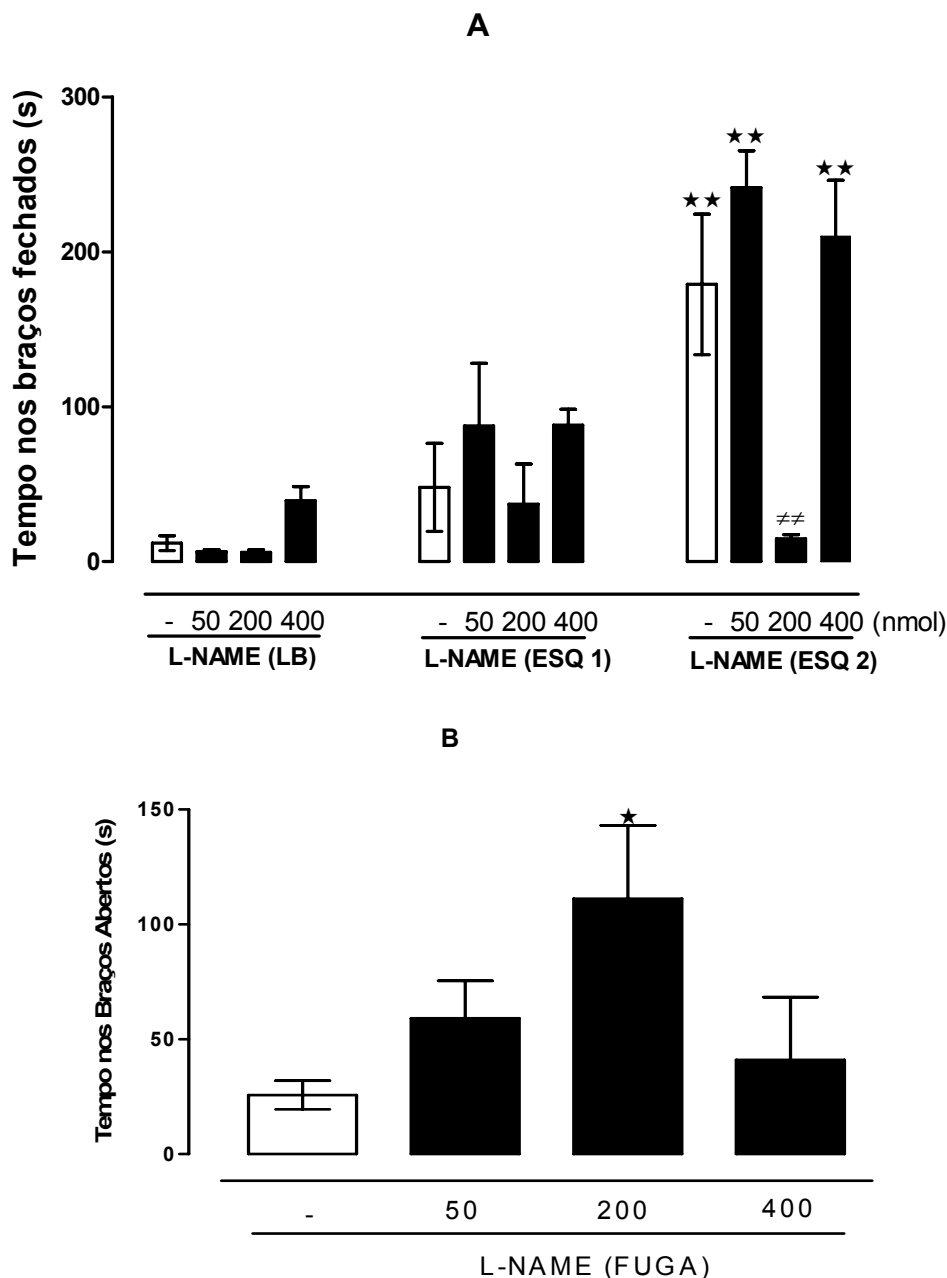 A
Tempo nos braços fechados (s)
300
200
100
0
★★
★★
★★
≠≠
- 50 200 400
- 50 200 400
- 50 200 400 (nmol)
L-NAME (LB)
L-NAME (ESQ 1)
L-NAME (ESQ 2)
B
Tempo nos Braços Abertos (s)
150
100
50
0
★
- 50 200 400
L-NAME (FUGA)